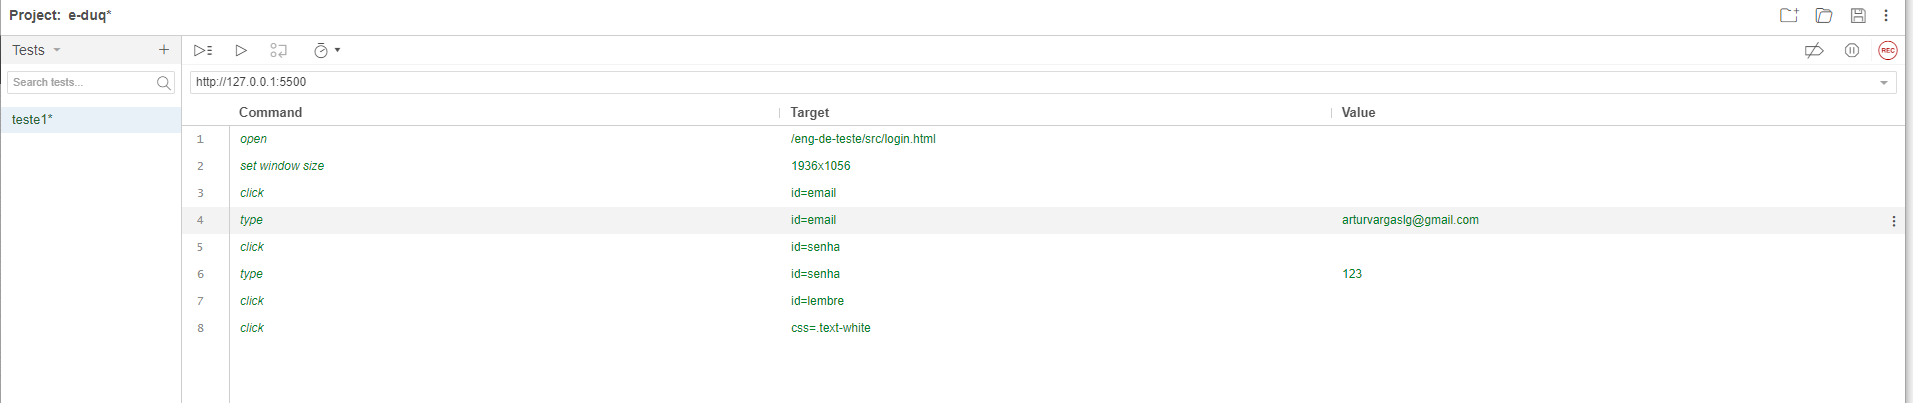 Project: e-duq*
Tests
Search tests...
teste1*
http://127.0.0.1:5500
Command Target Value
1 open /eng-de-teste/src/login.html
2 set window size 1936x1056
3 click id=email
4 type id=email arturvargaslg@gmail.com
5 click id=senha
6 type id=senha 123
7 click id=lembre
8 click css=.text-white
REC